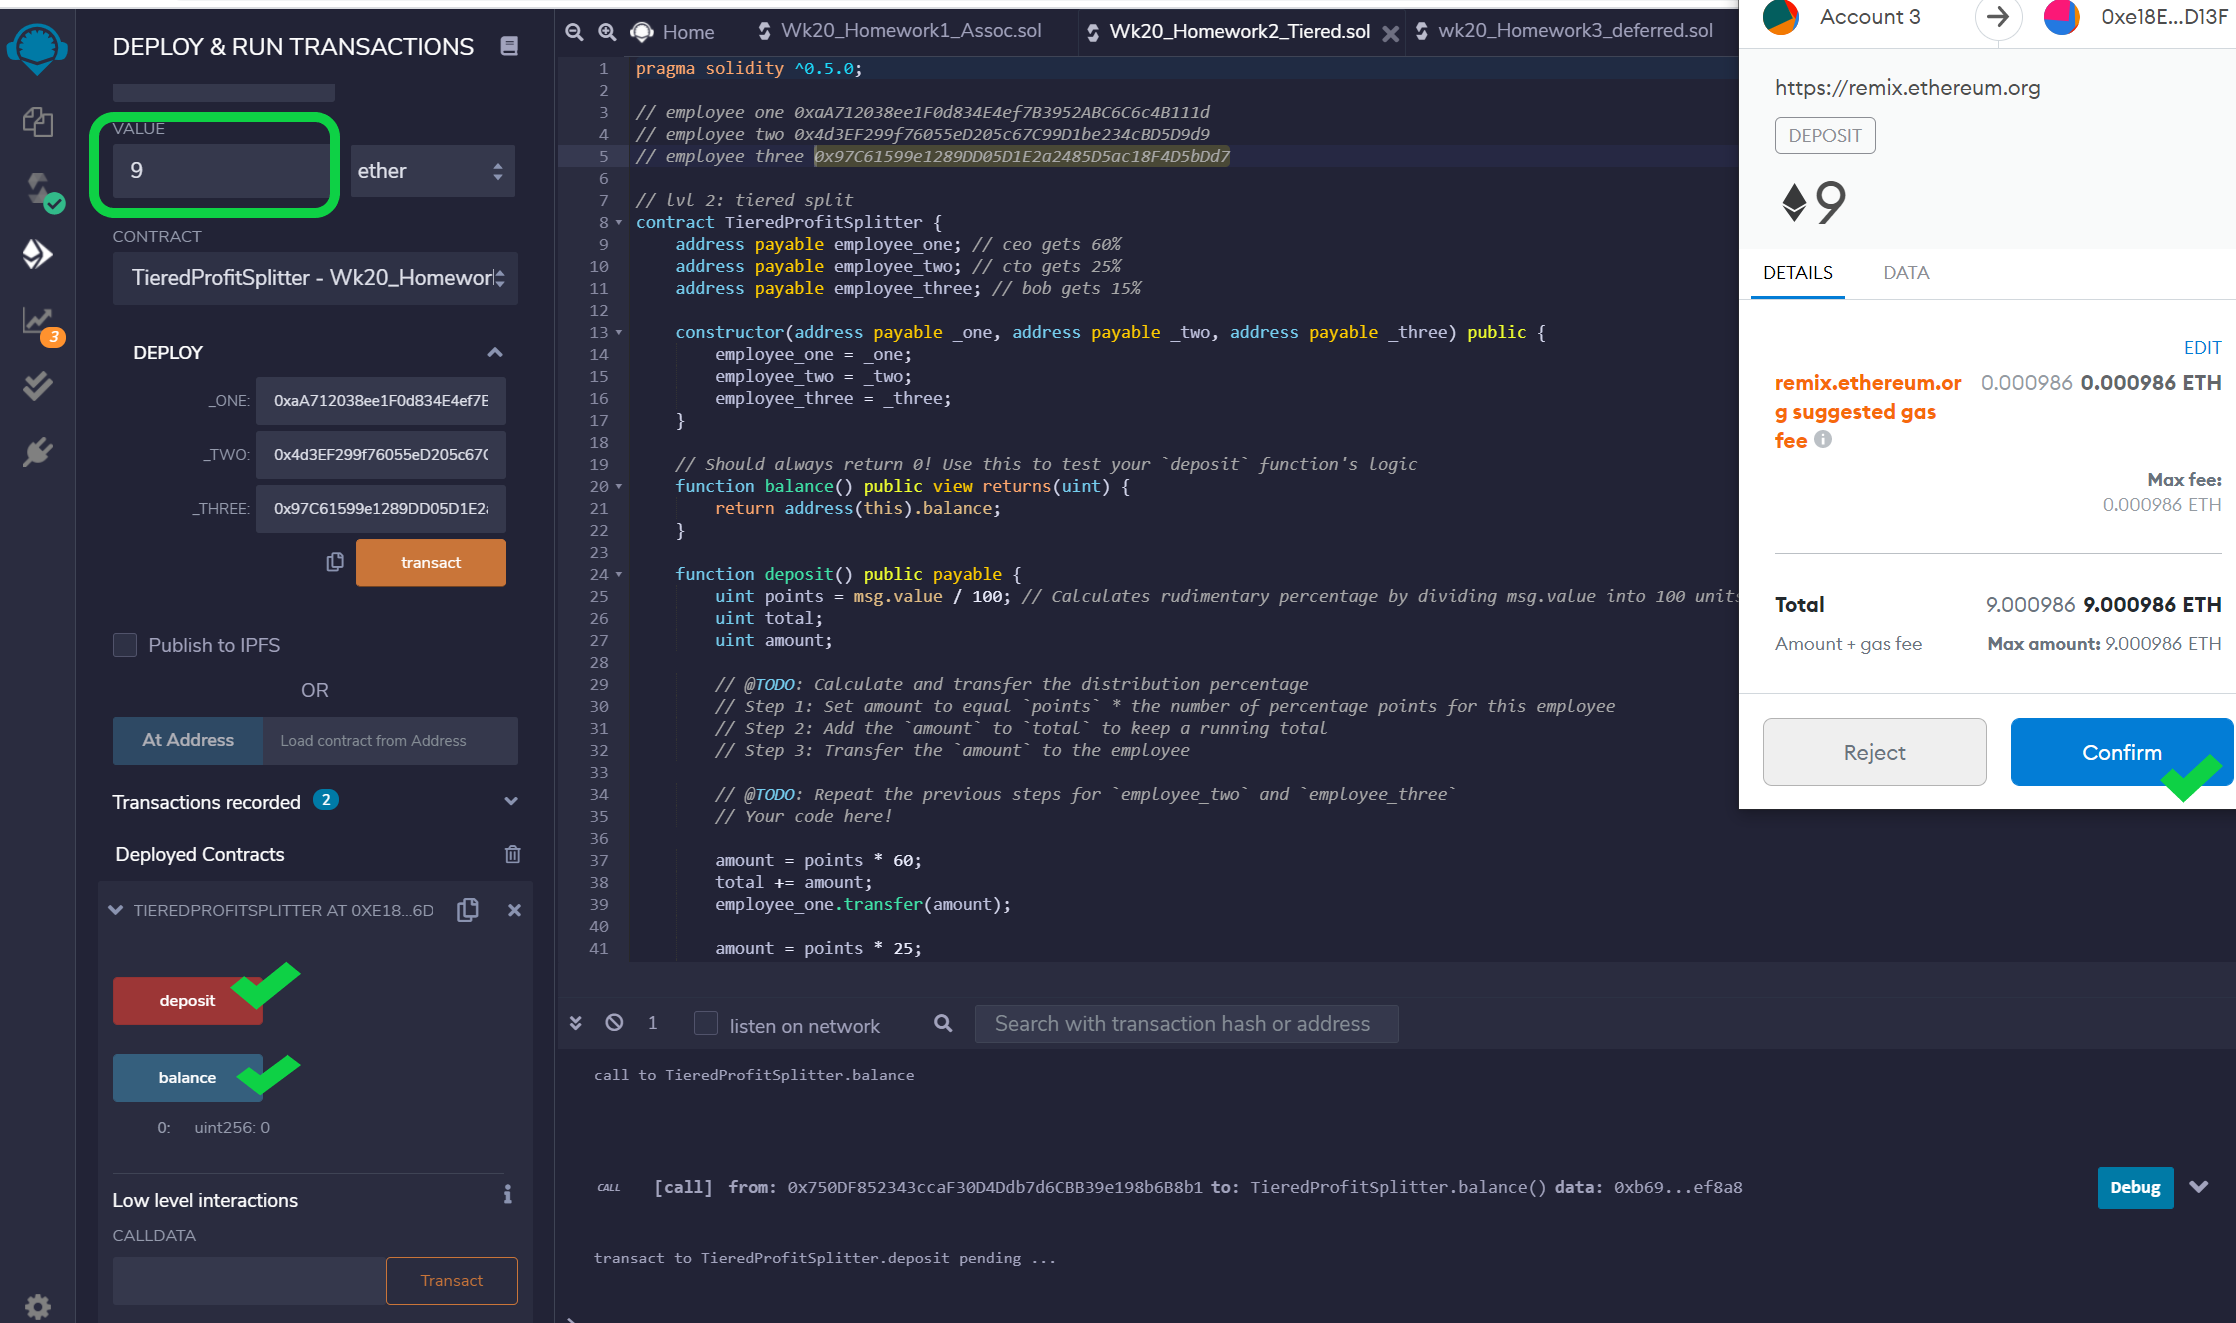 DEPLOY & RUN TRANSACTIONS
VALUE
9
ether
CONTRACT
TieredProfitSplitter - Wk20_Homewor
3
DEPLOY
_ONE:
0xaA712038ee1F0d834E4ef7E
_TWO:
0x4d3EF299f76055eD205c67C
_THREE:
0x97C61599e1289DD05D1E2a
transact
Publish to IPFS
OR
At Address
Load contract from Address
Transactions recorded 2
Deployed Contracts
TIEREDPROFITSPLITTER AT 0XE18...6D
deposit
balance
0: uint256: 0
Low level interactions
i
CALLDATA
Transact
Home
Wk20_Homework1_Assoc.sol
Wk20_Homework2_Tiered.sol
wk20_Homework3_deferred.sol
1 pragma solidity ^0.5.0;
2
3 // employee one 0xaA712038ee1F0d834E4ef7B3952ABC6C6c4B111d
4 // employee two 0x4d3EF299f76055eD205c67C99D1be234cBD5D9d9
5 // employee three 0x97C61599e1289DD05D1E2a2485D5ac18F4D5bDd7
6
7 // lvl 2: tiered split
8 contract TieredProfitSplitter {
9 address payable employee_one; // ceo gets 60%
10 address payable employee_two; // cto gets 25%
11 address payable employee_three; // bob gets 15%
12
13 constructor(address payable _one, address payable _two, address payable _three) public {
14 employee_one = _one;
15 employee_two = _two;
16 employee_three = _three;
17 }
18
19 // Should always return 0! Use this to test your `deposit` function's logic
20 function balance() public view returns(uint) {
21 return address(this).balance;
22 }
23
24 function deposit() public payable {
25 uint points = msg.value / 100; // Calculates rudimentary percentage by dividing msg.value into 100 units
26 uint total;
27 uint amount;
28
29 // @TODO: Calculate and transfer the distribution percentage
30 // Step 1: Set amount to equal `points` * the number of percentage points for this employee
31 // Step 2: Add the `amount` to `total` to keep a running total
32 // Step 3: Transfer the `amount` to the employee
33
34 // @TODO: Repeat the previous steps for `employee_two` and `employee_three`
35 // Your code here!
36
37 amount = points * 60;
38 total += amount;
39 employee_one.transfer(amount);
40
41 amount = points * 25;
1
listen on network
Search with transaction hash or address
call to TieredProfitSplitter.balance
CALL [call] from: 0x750DF852343ccaF30D4Ddb7d6CBB39e198b6B8b1 to: TieredProfitSplitter.balance() data: 0xb69...ef8a8
Debug
transact to TieredProfitSplitter.deposit pending ...
Account 3
0xe18E...D13F
https://remix.ethereum.org
DEPOSIT
9
DETAILS
DATA
EDIT
remix.ethereum.or 0.000986 0.000986 ETH
g suggested gas
fee i
Max fee:
0.000986 ETH
Total 9.000986 9.000986 ETH
Amount + gas fee Max amount: 9.000986 ETH
Reject
Confirm